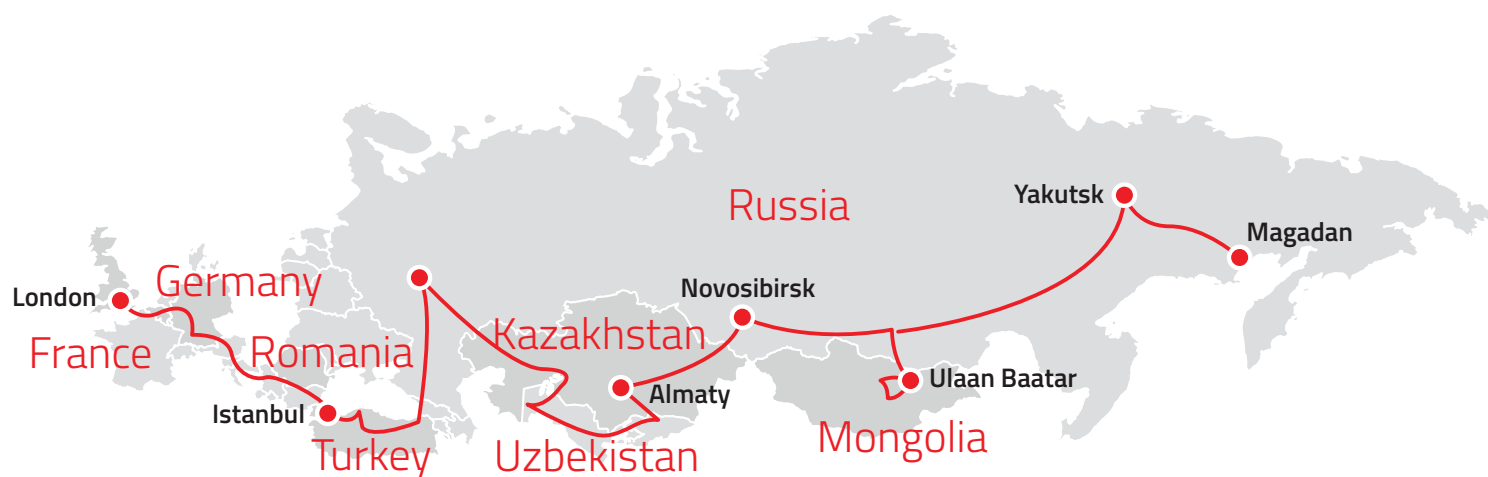 Russia
Yakutsk
Magadan
Germany
London
Novosibirsk
Kazakhstan
France
Romania
Ulaan Baatar
Almaty
Istanbul
Mongolia
Turkey
Uzbekistan